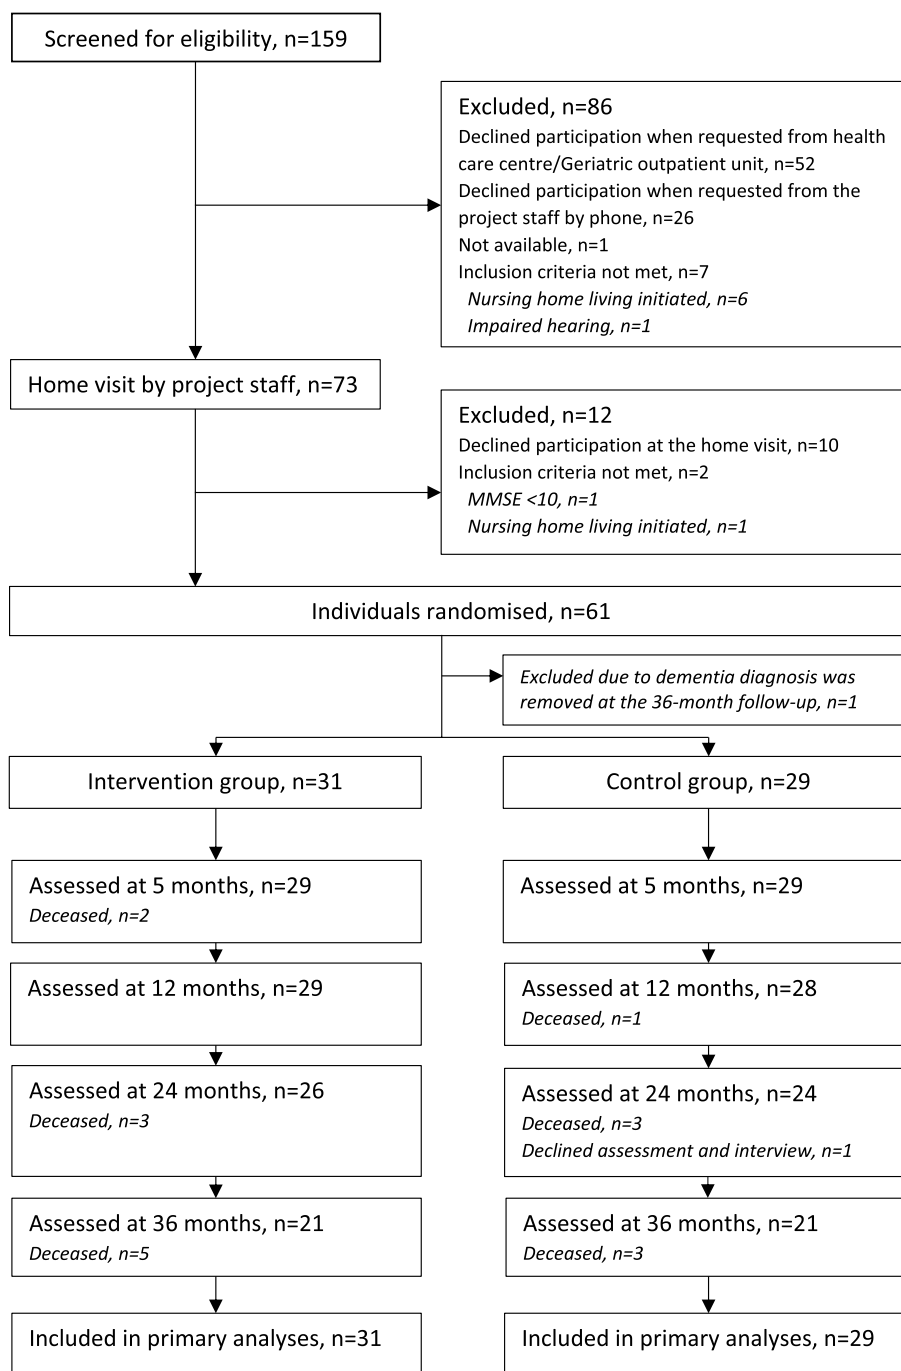 Screened for eligibility, n=159
Excluded, n=86
Declined participation when requested from health
care centre/Geriatric outpatient unit, n=52
Declined participation when requested from the
project staff by phone, n=26
Not available, n=1
Inclusion criteria not met, n=7
Nursing home living initiated, n=6
Impaired hearing, n=1
Home visit by project staff, n=73
Excluded, n=12
Declined participation at the home visit, n=10
Inclusion criteria not met, n=2
MMSE <10, n=1
Nursing home living initiated, n=1
Individuals randomised, n=61
Excluded due to dementia diagnosis was
removed at the 36-month follow-up, n=1
Intervention group, n=31
Control group, n=29
Assessed at 5 months, n=29
Deceased, n=2
Assessed at 5 months, n=29
Assessed at 12 months, n=29
Assessed at 12 months, n=28
Deceased, n=1
Assessed at 24 months, n=26
Deceased, n=3
Assessed at 24 months, n=24
Deceased, n=3
Declined assessment and interview, n=1
Assessed at 36 months, n=21
Deceased, n=5
Assessed at 36 months, n=21
Deceased, n=3
Included in primary analyses, n=31
Included in primary analyses, n=29